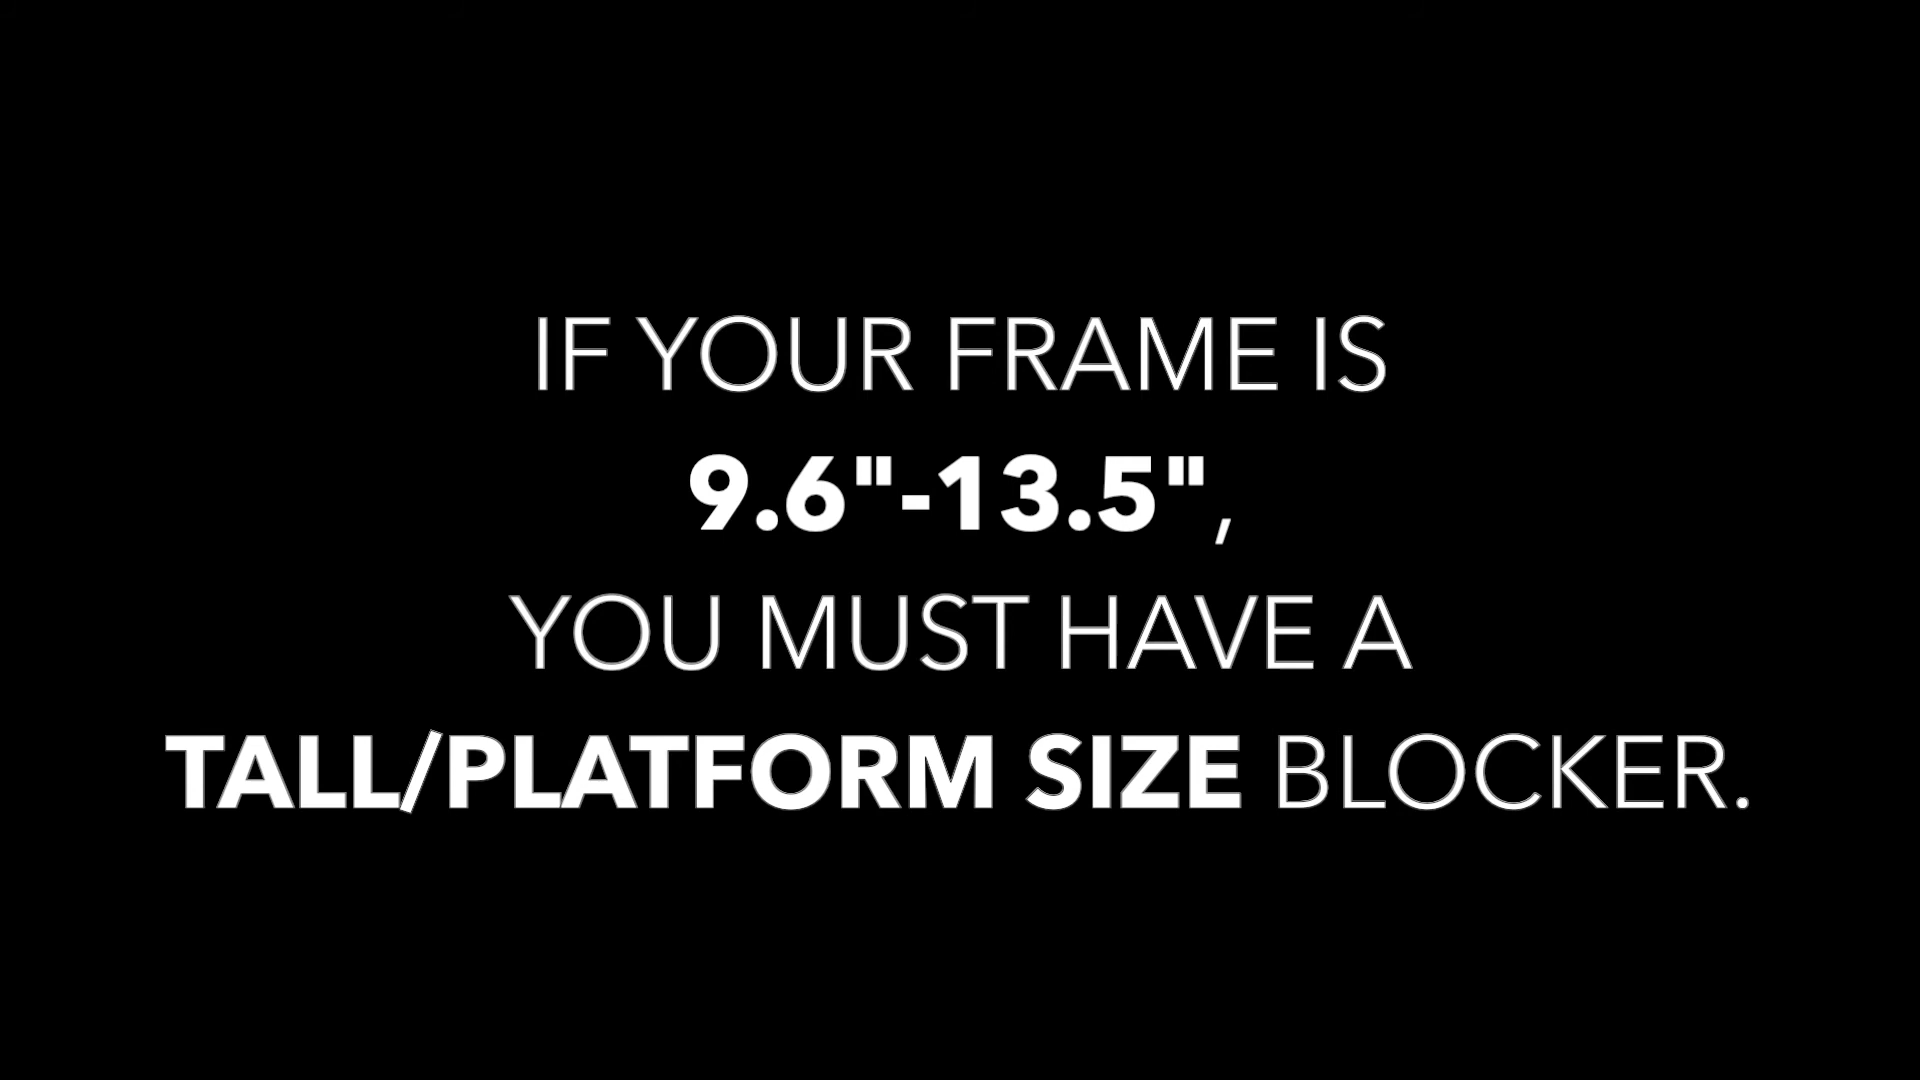 IF YOUR FRAME IS
9.6"-13.5",
YOU MUST HAVE A
TALL/PLATFORM SIZE BLOCKER.